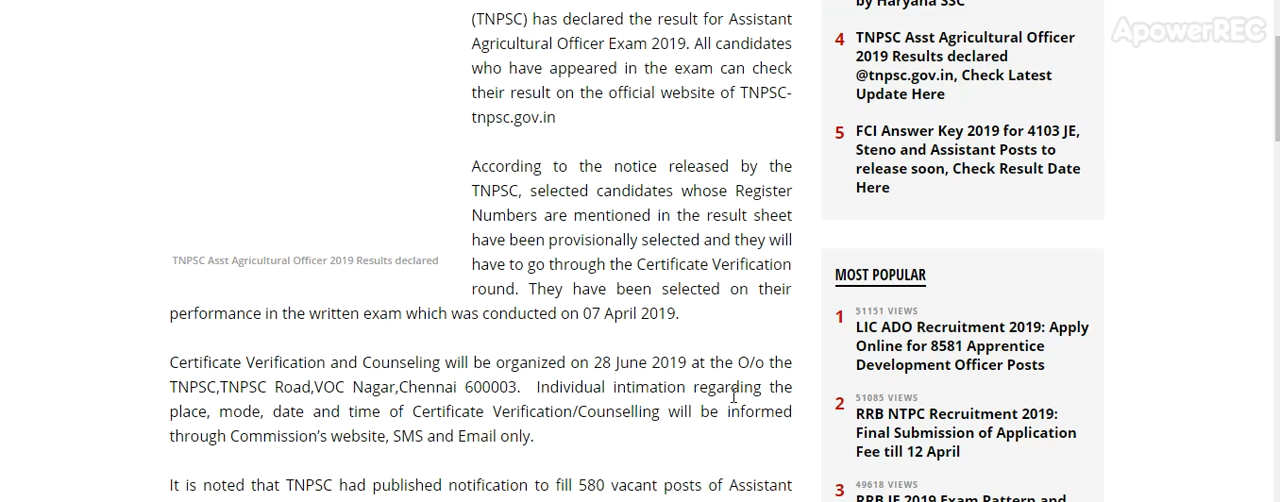 (TNPSC) has declared the result for Assistant
Agricultural Officer Exam 2019. All candidates
who have appeared in the exam can check
their result on the official website of TNPSC-
tnpsc.gov.in
According to the notice released by the
TNPSC, selected candidates whose Register
Numbers are mentioned in the result sheet
have been provisionally selected and they will
have to go through the Certificate Verification
round. They have been selected on their
TNPSC Asst Agricultural Officer 2019 Results declared
performance in the written exam which was conducted on 07 April 2019.
Certificate Verification and Counseling will be organized on 28 June 2019 at the O/o the
TNPSC,TNPSC Road,VOC Nagar,Chennai 600003. Individual intimation regarding the
place, mode, date and time of Certificate Verification/Counselling will be informed
through Commission's website, SMS and Email only.
It is noted that TNPSC had published notification to fill 580 vacant posts of Assistant
by Haryana SSC
4 TNPSC Asst Agricultural Officer
2019 Results declared
@tnpsc.gov.in, Check Latest
Update Here
5 FCI Answer Key 2019 for 4103 JE,
Steno and Assistant Posts to
release soon, Check Result Date
Here
MOST POPULAR
51151 VIEWS
1 LIC ADO Recruitment 2019: Apply
Online for 8581 Apprentice
Development Officer Posts
51085 VIEWS
2 RRB NTPC Recruitment 2019:
Final Submission of Application
Fee till 12 April
49618 VIEWS
3 RRB JE 2019 Exam Pattern and
ApowerREC